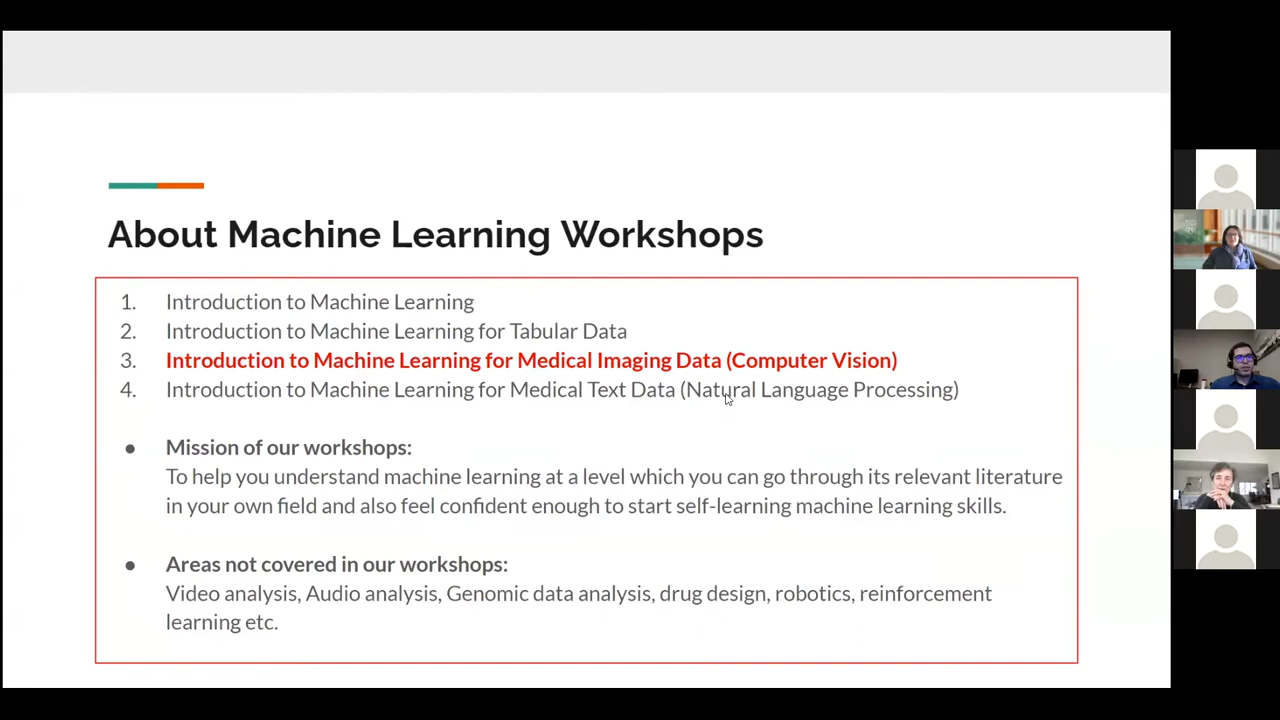 About Machine Learning Workshops
1. Introduction to Machine Learning
2. Introduction to Machine Learning for Tabular Data
3. Introduction to Machine Learning for Medical Imaging Data (Computer Vision)
4. Introduction to Machine Learning for Medical Text Data (Natural Language Processing)
● Mission of our workshops:
To help you understand machine learning at a level which you can go through its relevant literature
in your own field and also feel confident enough to start self-learning machine learning skills.
● Areas not covered in our workshops:
Video analysis, Audio analysis, Genomic data analysis, drug design, robotics, reinforcement
learning etc.